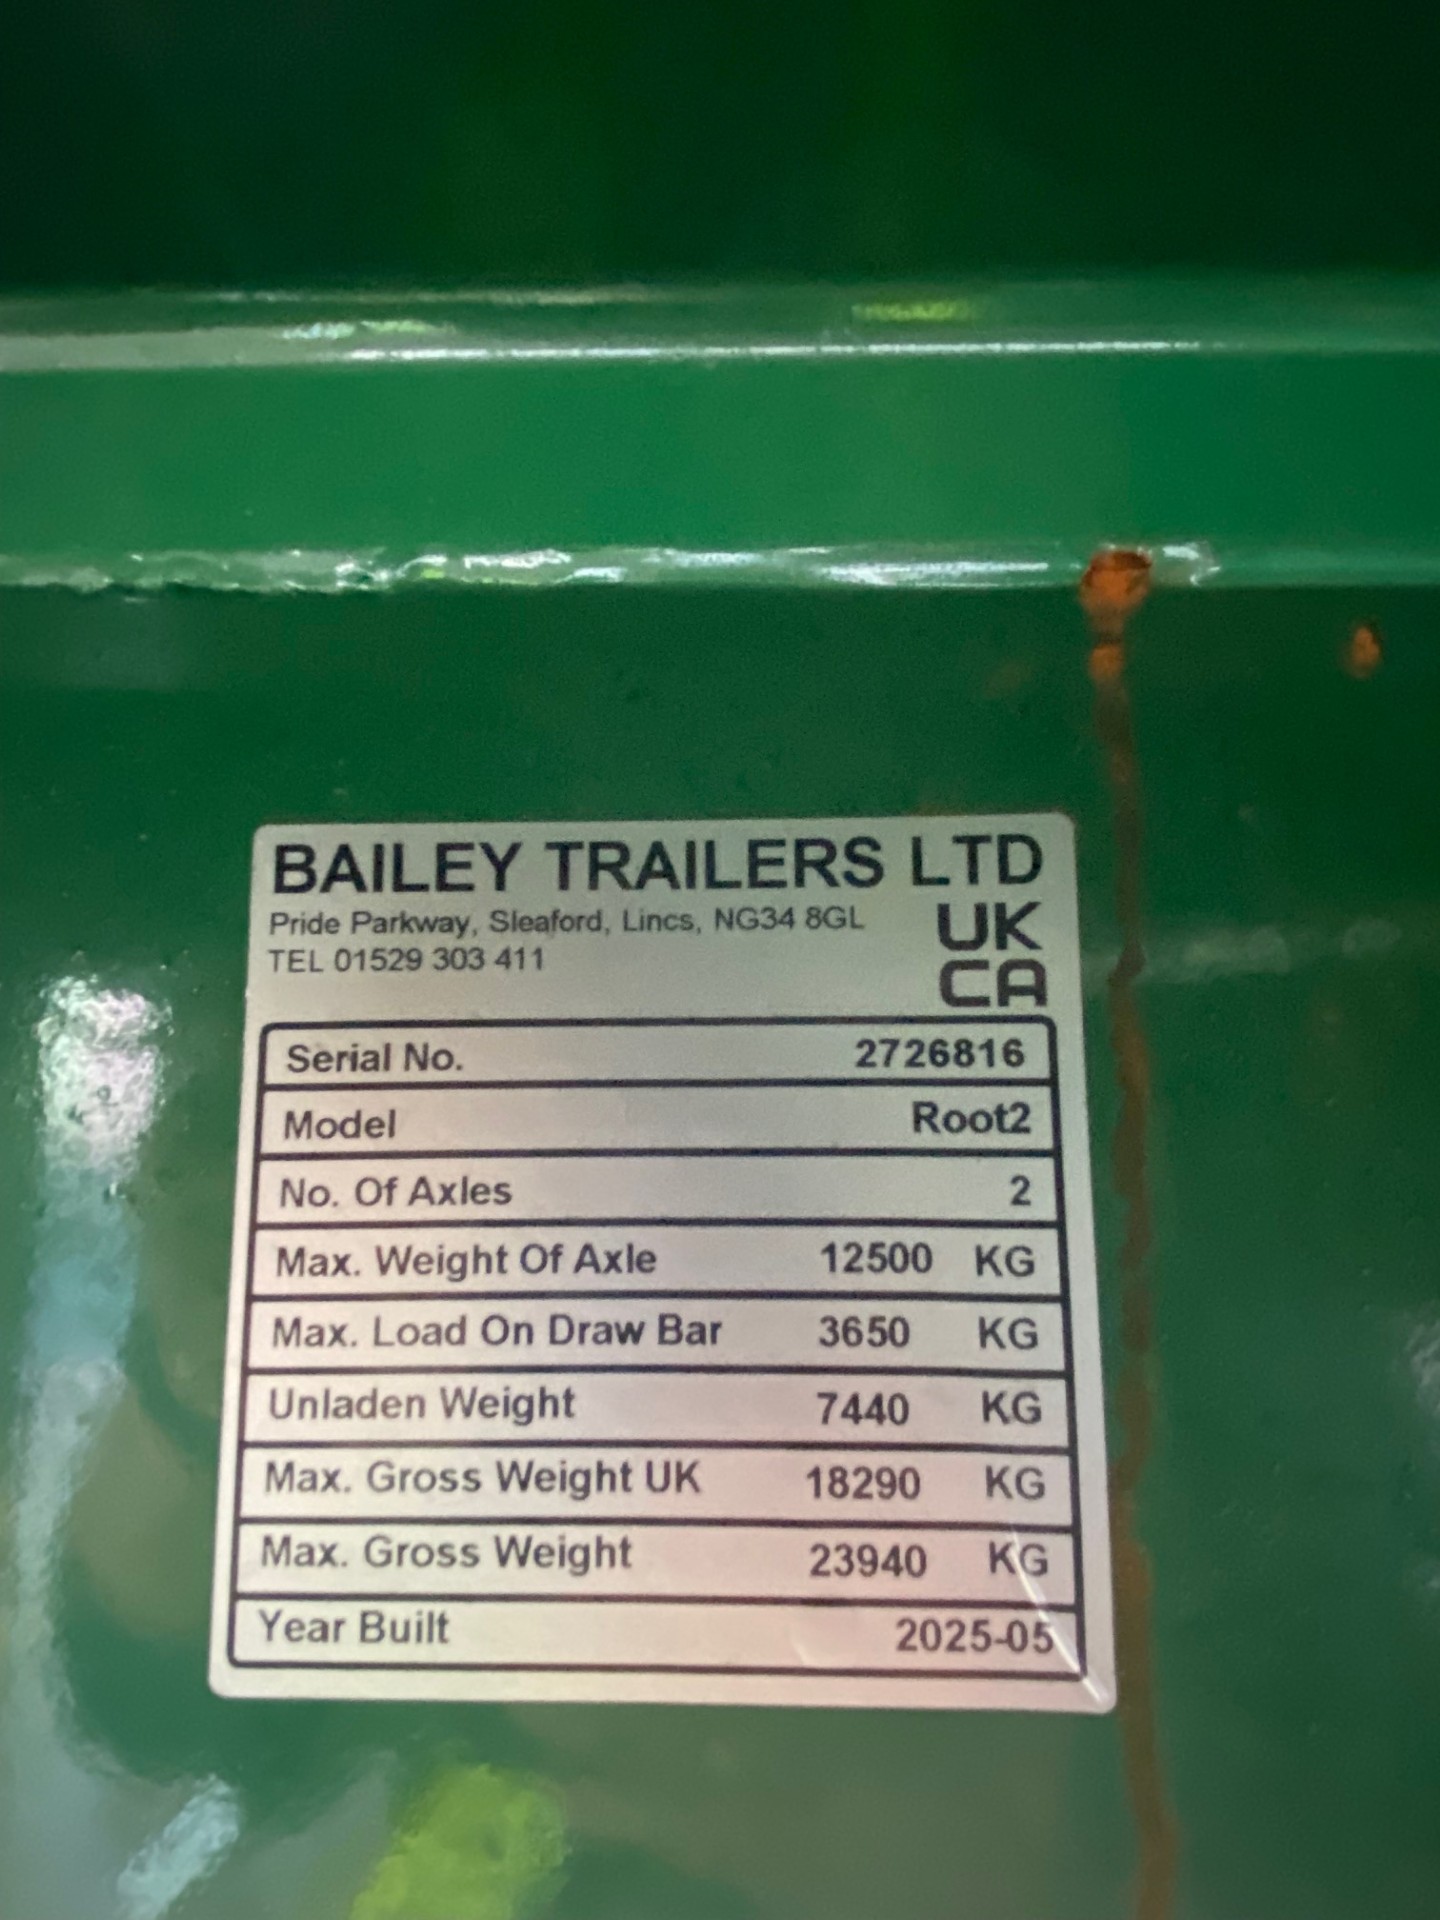 BAILEY TRAILERS LTD
Pride Parkway, Sleaford, Lincs, NG34 8GL
TEL 01529 303 411
UK
CA
Serial No. 2726816
Model Root2
No. Of Axles 2
Max. Weight Of Axle 12500 KG
Max. Load On Draw Bar 3650 KG
Unladen Weight 7440 KG
Max. Gross Weight UK 18290 KG
Max. Gross Weight 23940 KG
Year Built 2025-05